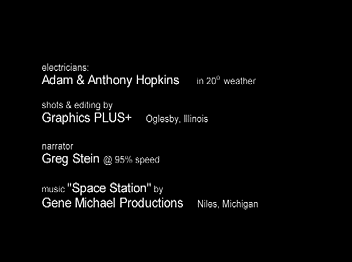 electricians:
Adam & Anthony Hopkins in 20° weather
shots & editing by
Graphics PLUS+ Oglesby, Illinois
narrator
Greg Stein @ 95% speed
music "Space Station" by
Gene Michael Productions Niles, Michigan